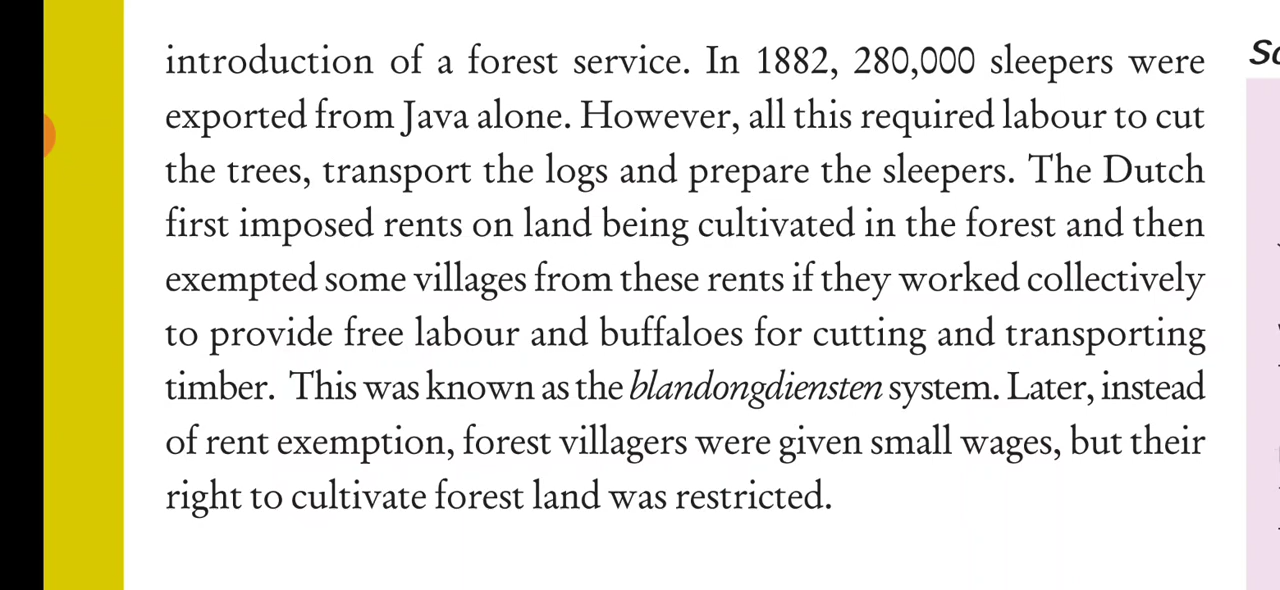 introduction of a forest service. In 1882, 280,000 sleepers were
exported from Java alone. However, all this required labour to cut
the trees, transport the logs and prepare the sleepers. The Dutch
first imposed rents on land being cultivated in the forest and then
exempted some villages from these rents if they worked collectively
to provide free labour and buffaloes for cutting and transporting
timber. This was known as the blandongdiensten system. Later, instead
of rent exemption, forest villagers were given small wages, but their
right to cultivate forest land was restricted.